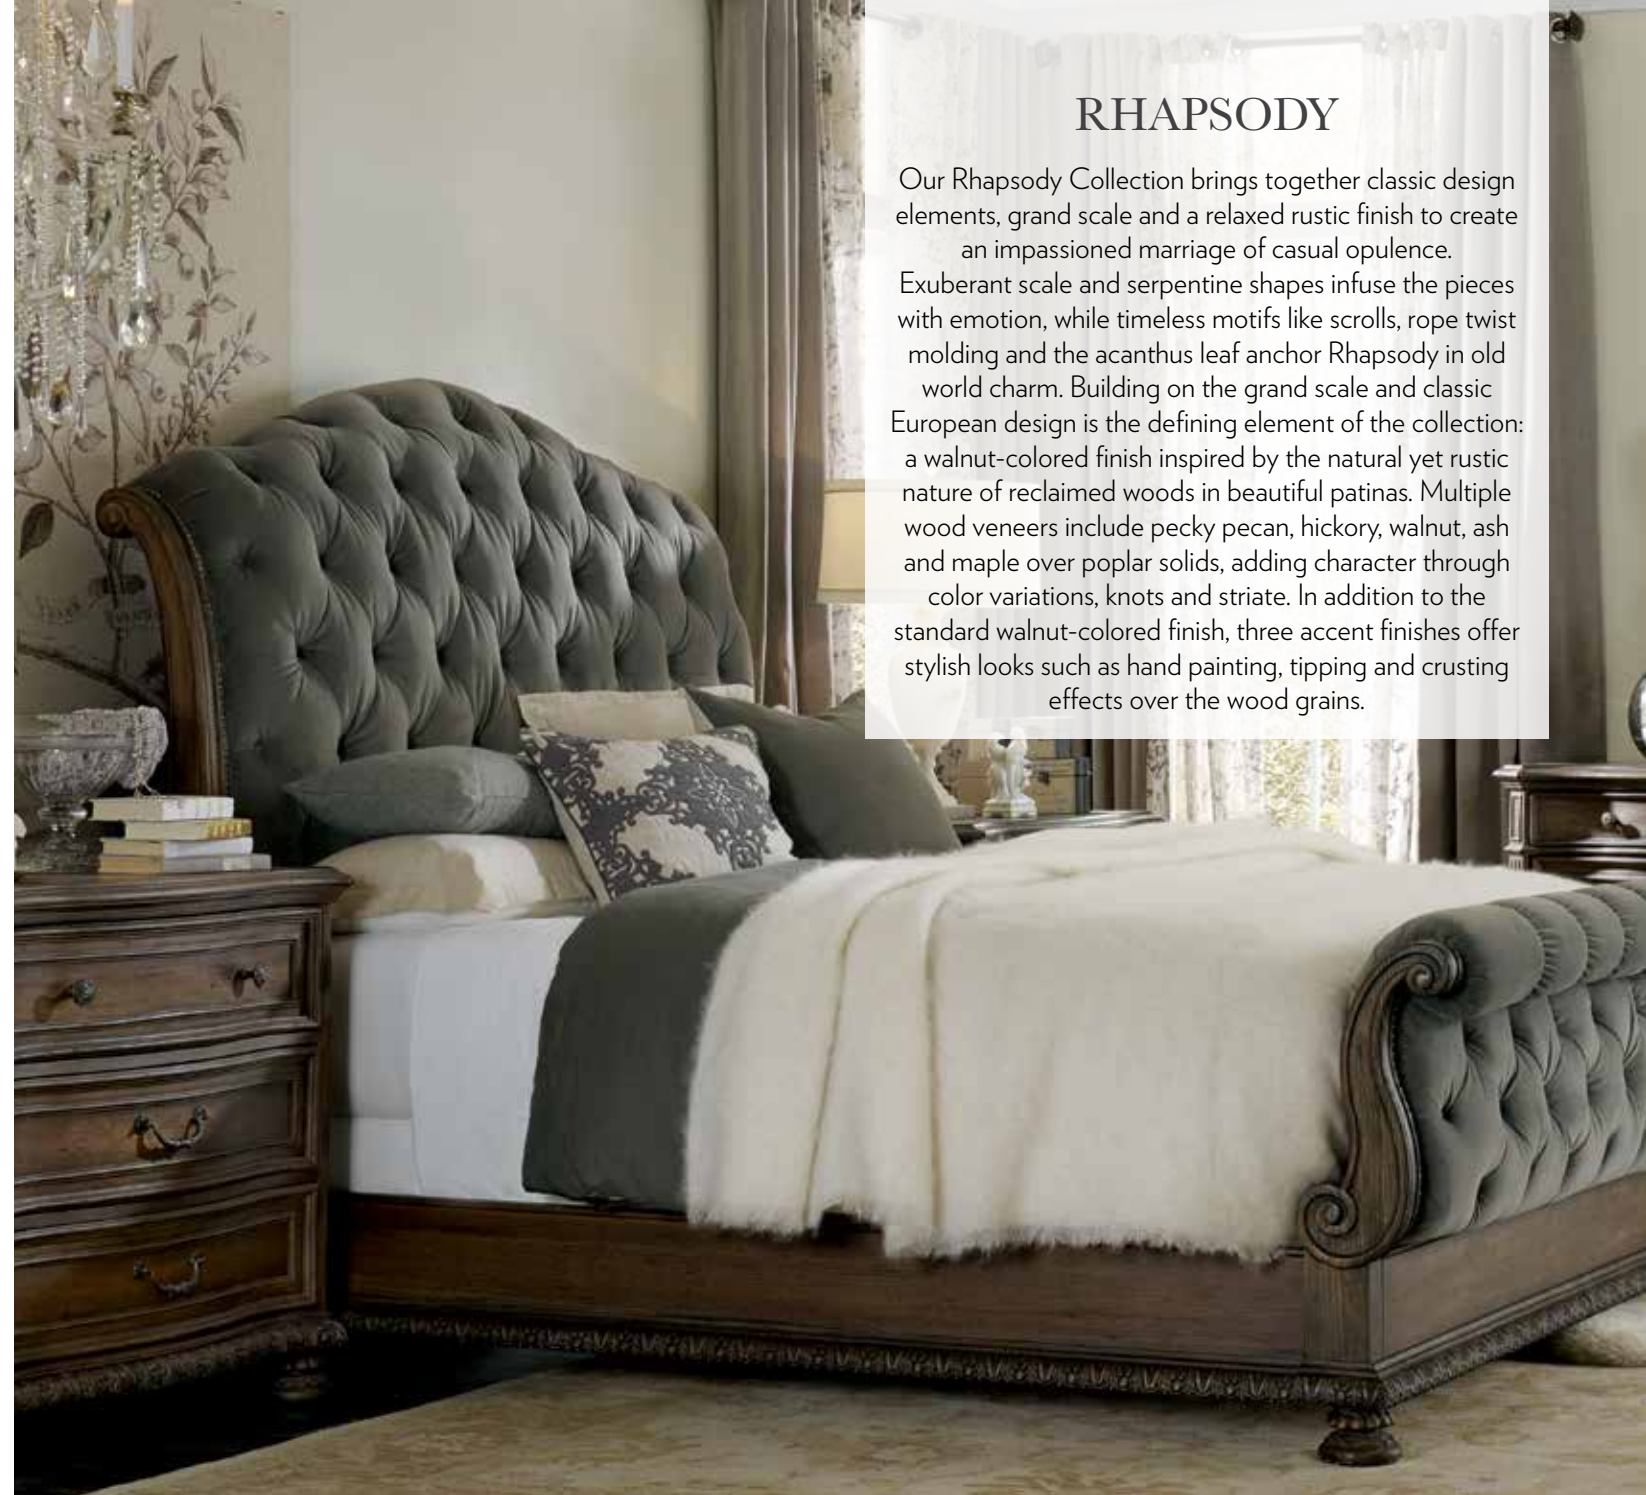 RHAPSODY
Our Rhapsody Collection brings together classic design
elements, grand scale and a relaxed rustic finish to create
an impassioned marriage of casual opulence.
Exuberant scale and serpentine shapes infuse the pieces
with emotion, while timeless motifs like scrolls, rope twist
molding and the acanthus leaf anchor Rhapsody in old
world charm. Building on the grand scale and classic
European design is the defining element of the collection:
a walnut-colored finish inspired by the natural yet rustic
nature of reclaimed woods in beautiful patinas. Multiple
wood veneers include pecky pecan, hickory, walnut, ash
and maple over poplar solids, adding character through
color variations, knots and striate. In addition to the
standard walnut-colored finish, three accent finishes offer
stylish looks such as hand painting, tipping and crusting
effects over the wood grains.